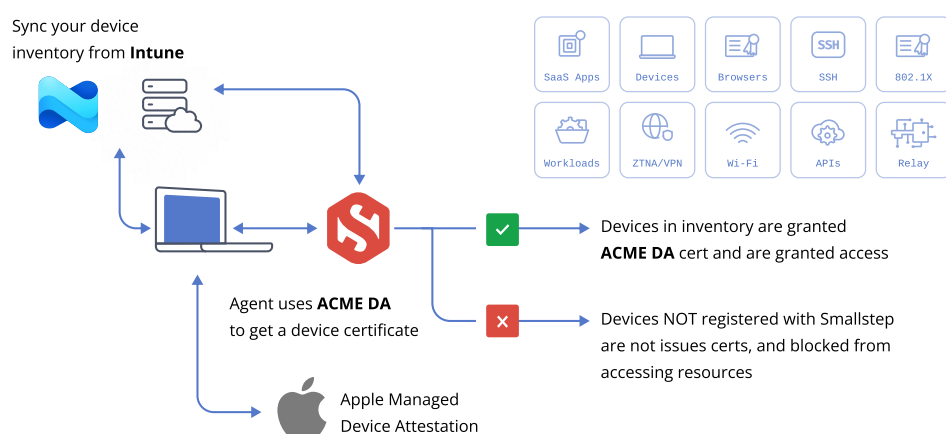 Sync your device
inventory from Intune
SaaS Apps
Devices
Browsers
SSH
SSH
802.1X
Workloads
ZTNA/VPN
Wi-Fi
APIs
Relay
Devices in inventory are granted
ACME DA cert and are granted access
Agent uses ACME DA
to get a device certificate
Devices NOT registered with Smallstep
are not issues certs, and blocked from
accessing resources
Apple Managed
Device Attestation